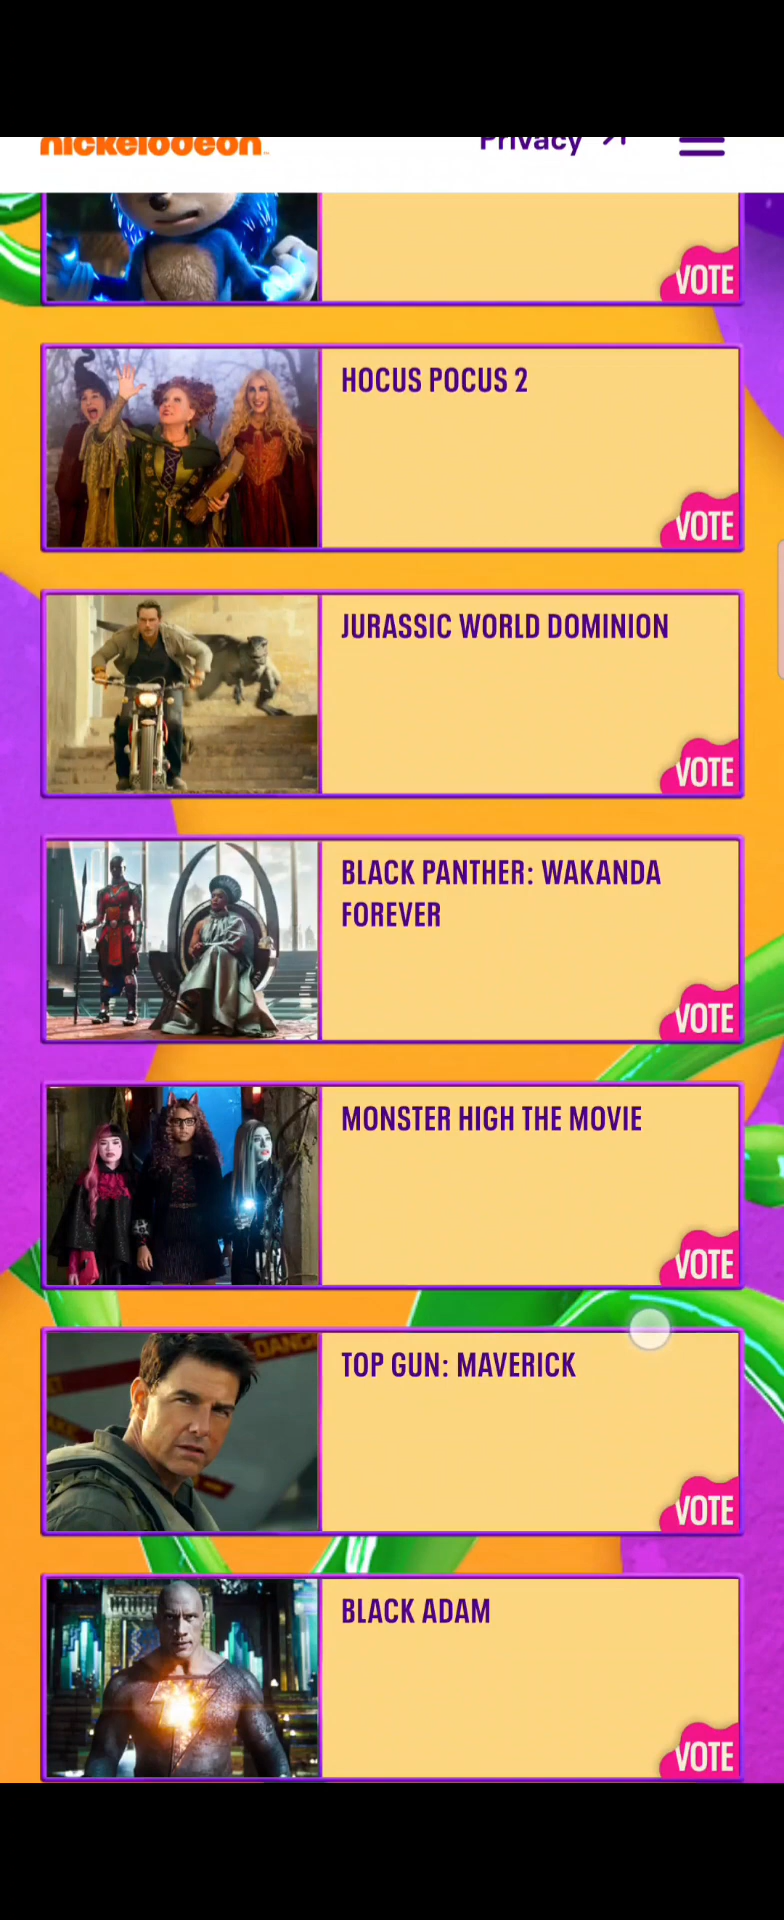 nickelodeon
Privacy
VOTE
HOCUS POCUS 2
VOTE
JURASSIC WORLD DOMINION
VOTE
BLACK PANTHER: WAKANDA
FOREVER
VOTE
MONSTER HIGH THE MOVIE
VOTE
DANG
TOP GUN: MAVERICK
VOTE
BLACK ADAM
VOTE